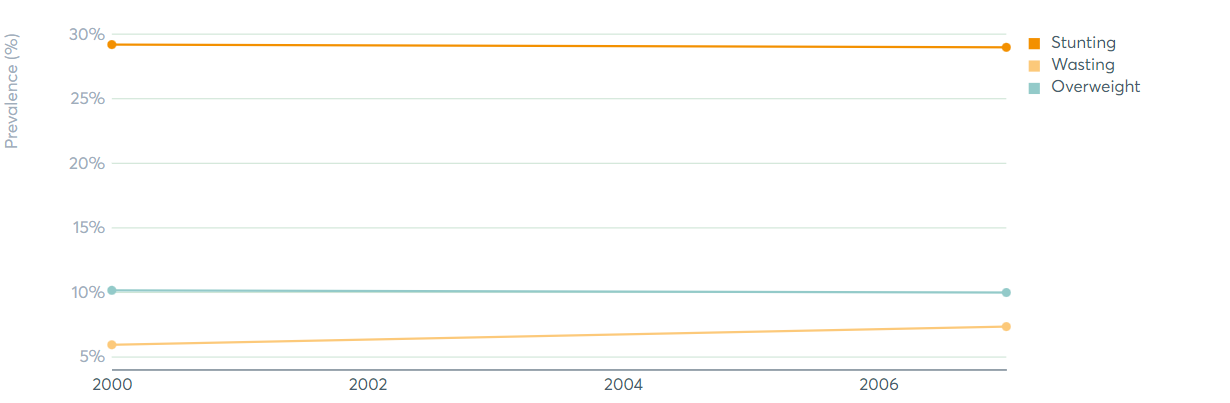 Prevalence (%)
30%
25%
20%
15%
10%
5%
2000
2002
2004
2006
Stunting
Wasting
Overweight